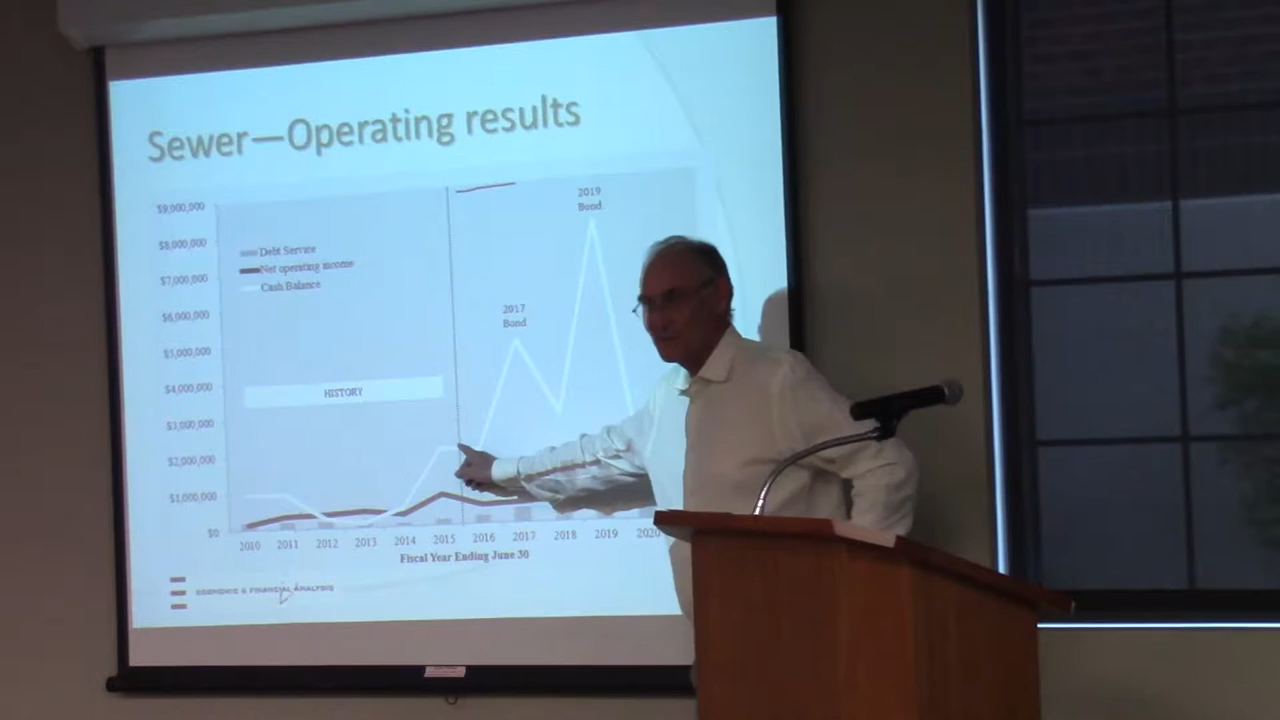 Sewer—Operating results
$9,000,000
$8,000,000
$7,000,000
$6,000,000
$5,000,000
$4,000,000
$3,000,000
$2,000,000
$1,000,000
$0
Debt Service
Net operating income
Cash Balance
HISTORY
2017
Bond
2019
Bond
2010 2011 2012 2013 2014 2015 2016 2017 2018 2019 2020
Fiscal Year Ending June 30
ECONOMIC & FINANCIAL ANALYSIS